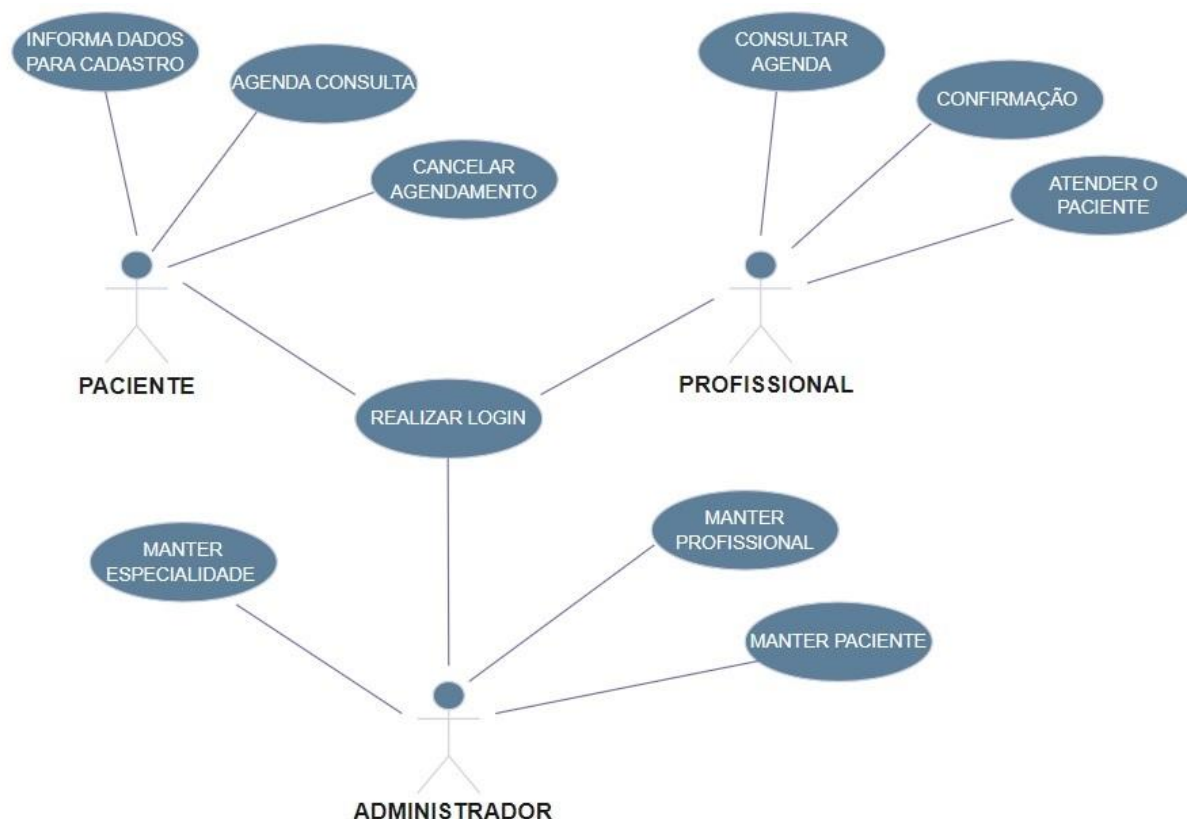 INFORMA DADOS
PARA CADASTRO
AGENDA CONSULTA
CANCELAR
AGENDAMENTO
CONSULTAR
AGENDA
CONFIRMAÇÃO
ATENDER O
PACIENTE
PACIENTE
PROFISSIONAL
REALIZAR LOGIN
MANTER
ESPECIALIDADE
MANTER
PROFISSIONAL
MANTER PACIENTE
ADMINISTRADOR